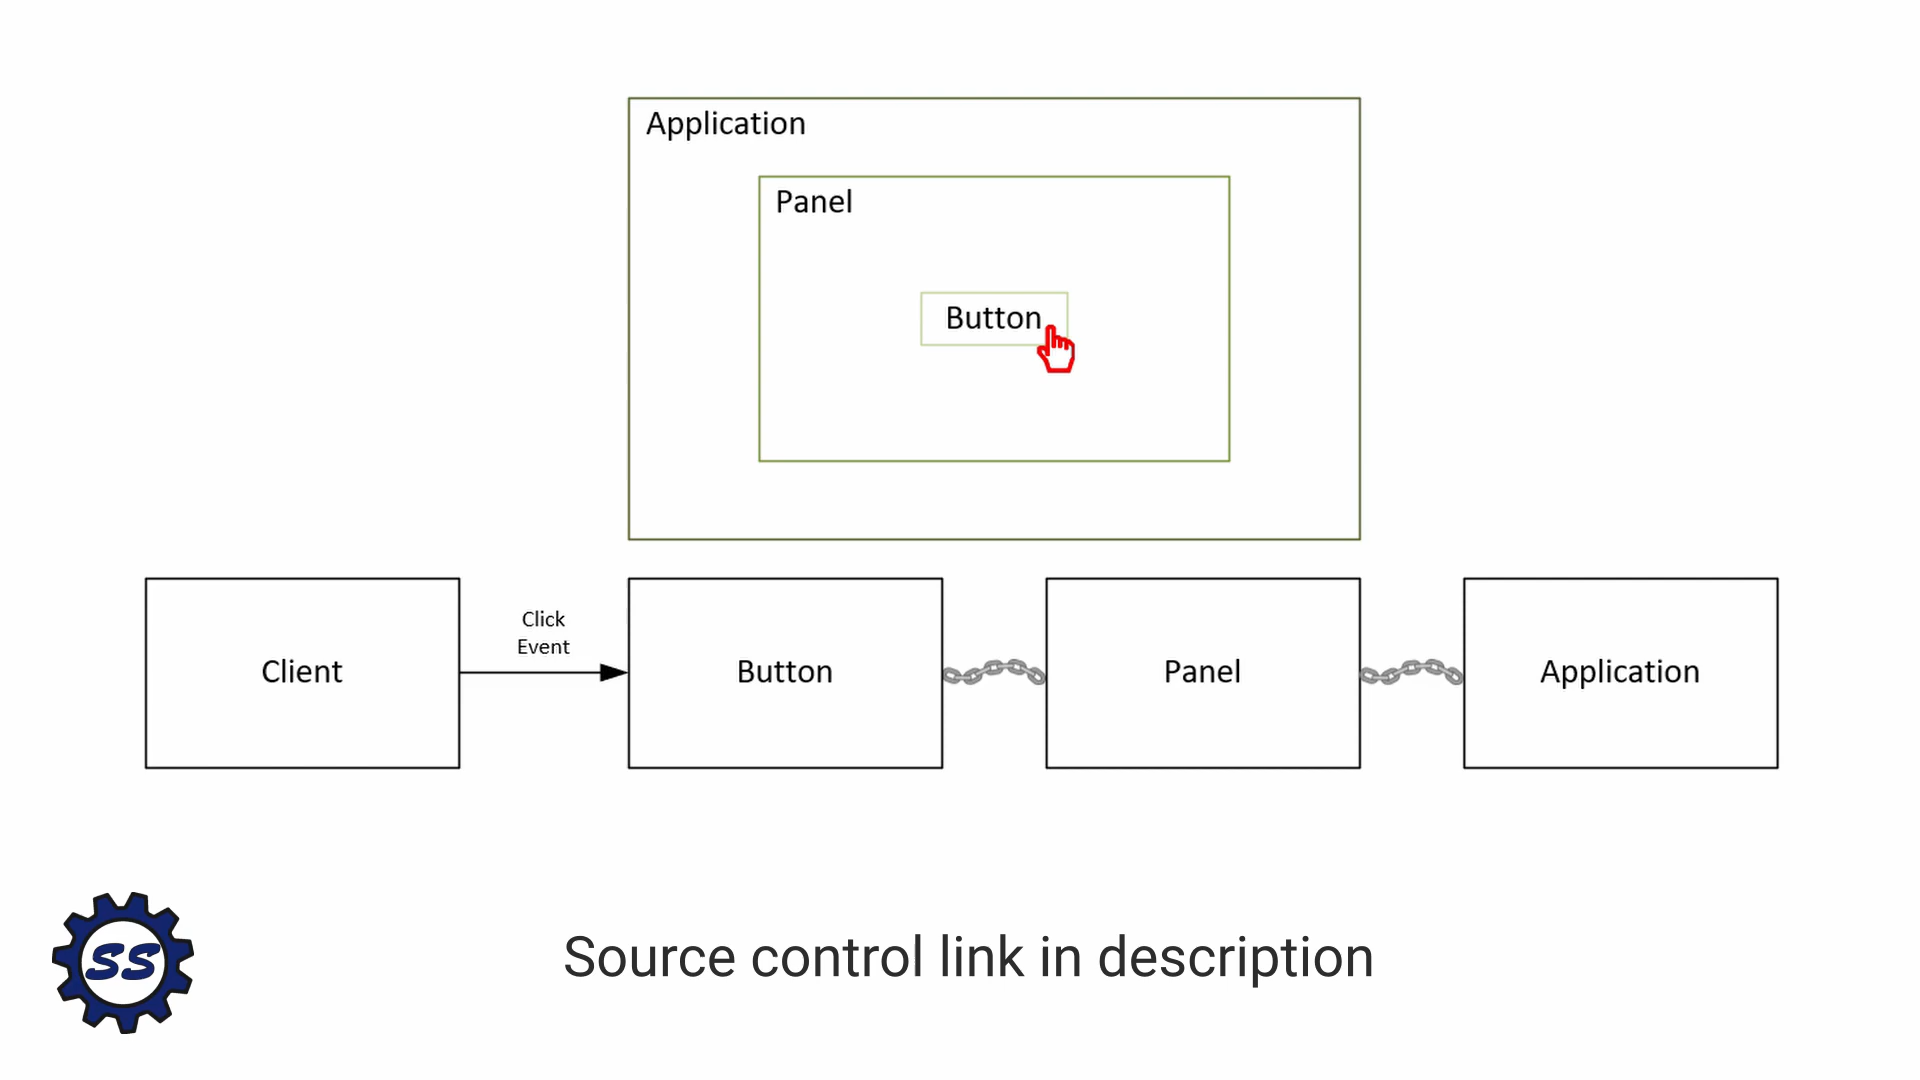 Application
Panel
Button
Client
Click
Event
Button
Panel
Application
SS
Source control link in description